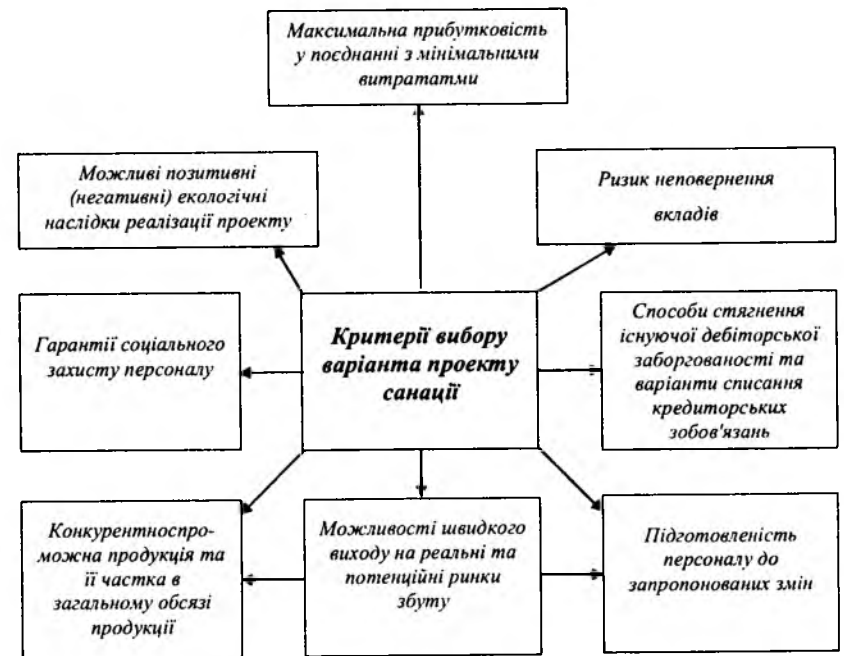 Максимальна прибутковість
у поєднанні з мінімальними
витрататми
Можливі позитивні
(негативні) екологічні
наслідки реалізації проекту
Ризик неповернення
вкладів
Гарантії соціального
захисту персоналу
Критерії вибору
варіанта проекту
санації
Способи стягнення
існуючої дебіторської
заборгованості та
варіанти списання
кредиторських
зобов'язань
Конкурентноспро-
можна продукція та
її частка в
загальному обсязі
продукції
Можливості швидкого
виходу на реальні та
потенційні ринки
збуту
Підготовленість
персоналу до
запропонованих змін